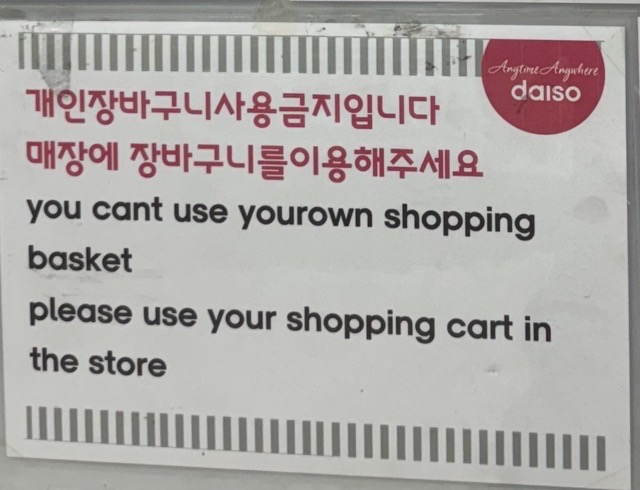 Anytime Anywhere
daiso
개인장바구니사용금지입니다
매장에 장바구니를이용해주세요
you cant use yourown shopping
basket
please use your shopping cart in
the store